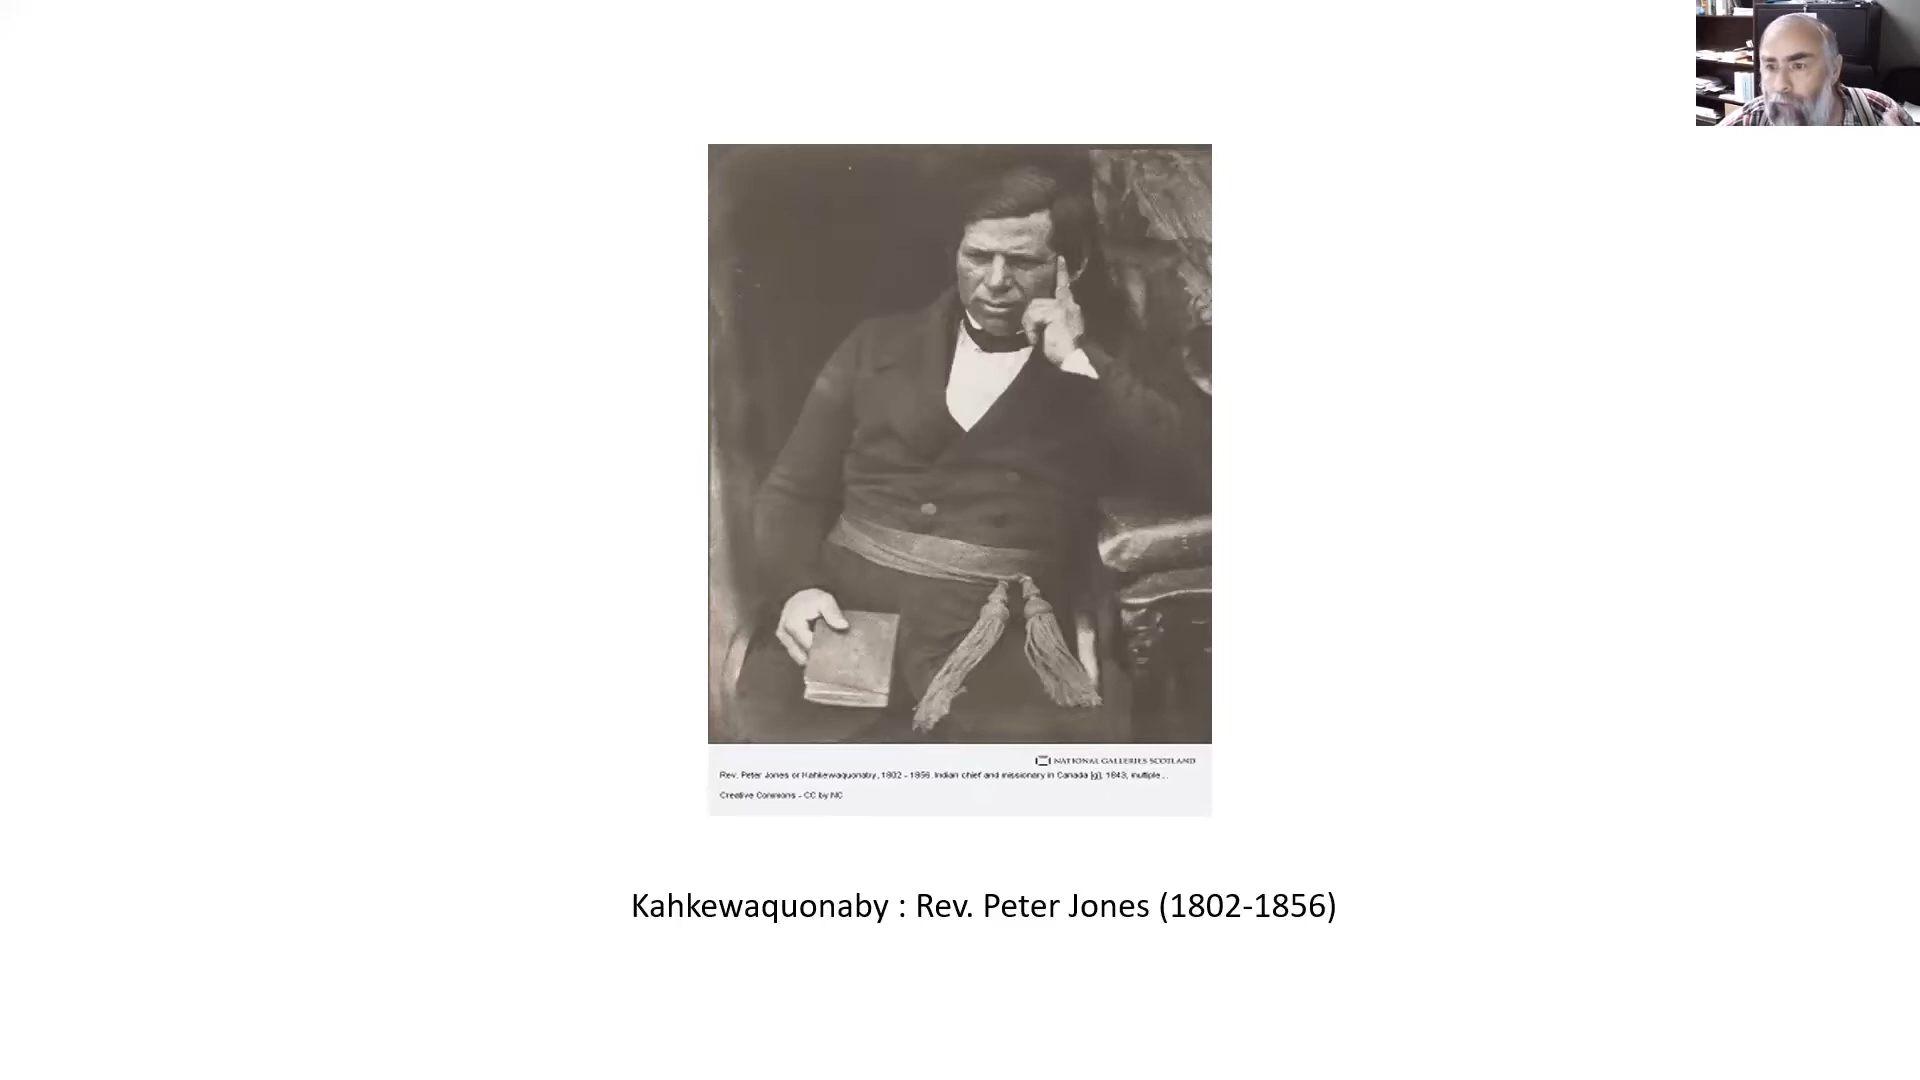 NATIONAL GALLERIES SCOTLAND
Rev. Peter Jones or Kahkewaquonaby, 1802 - 1856. Indian chief and missionary in Canada [g], 1843, multiple...
Creative Commons - CC by NC
Kahkewaquonaby : Rev. Peter Jones (1802-1856)